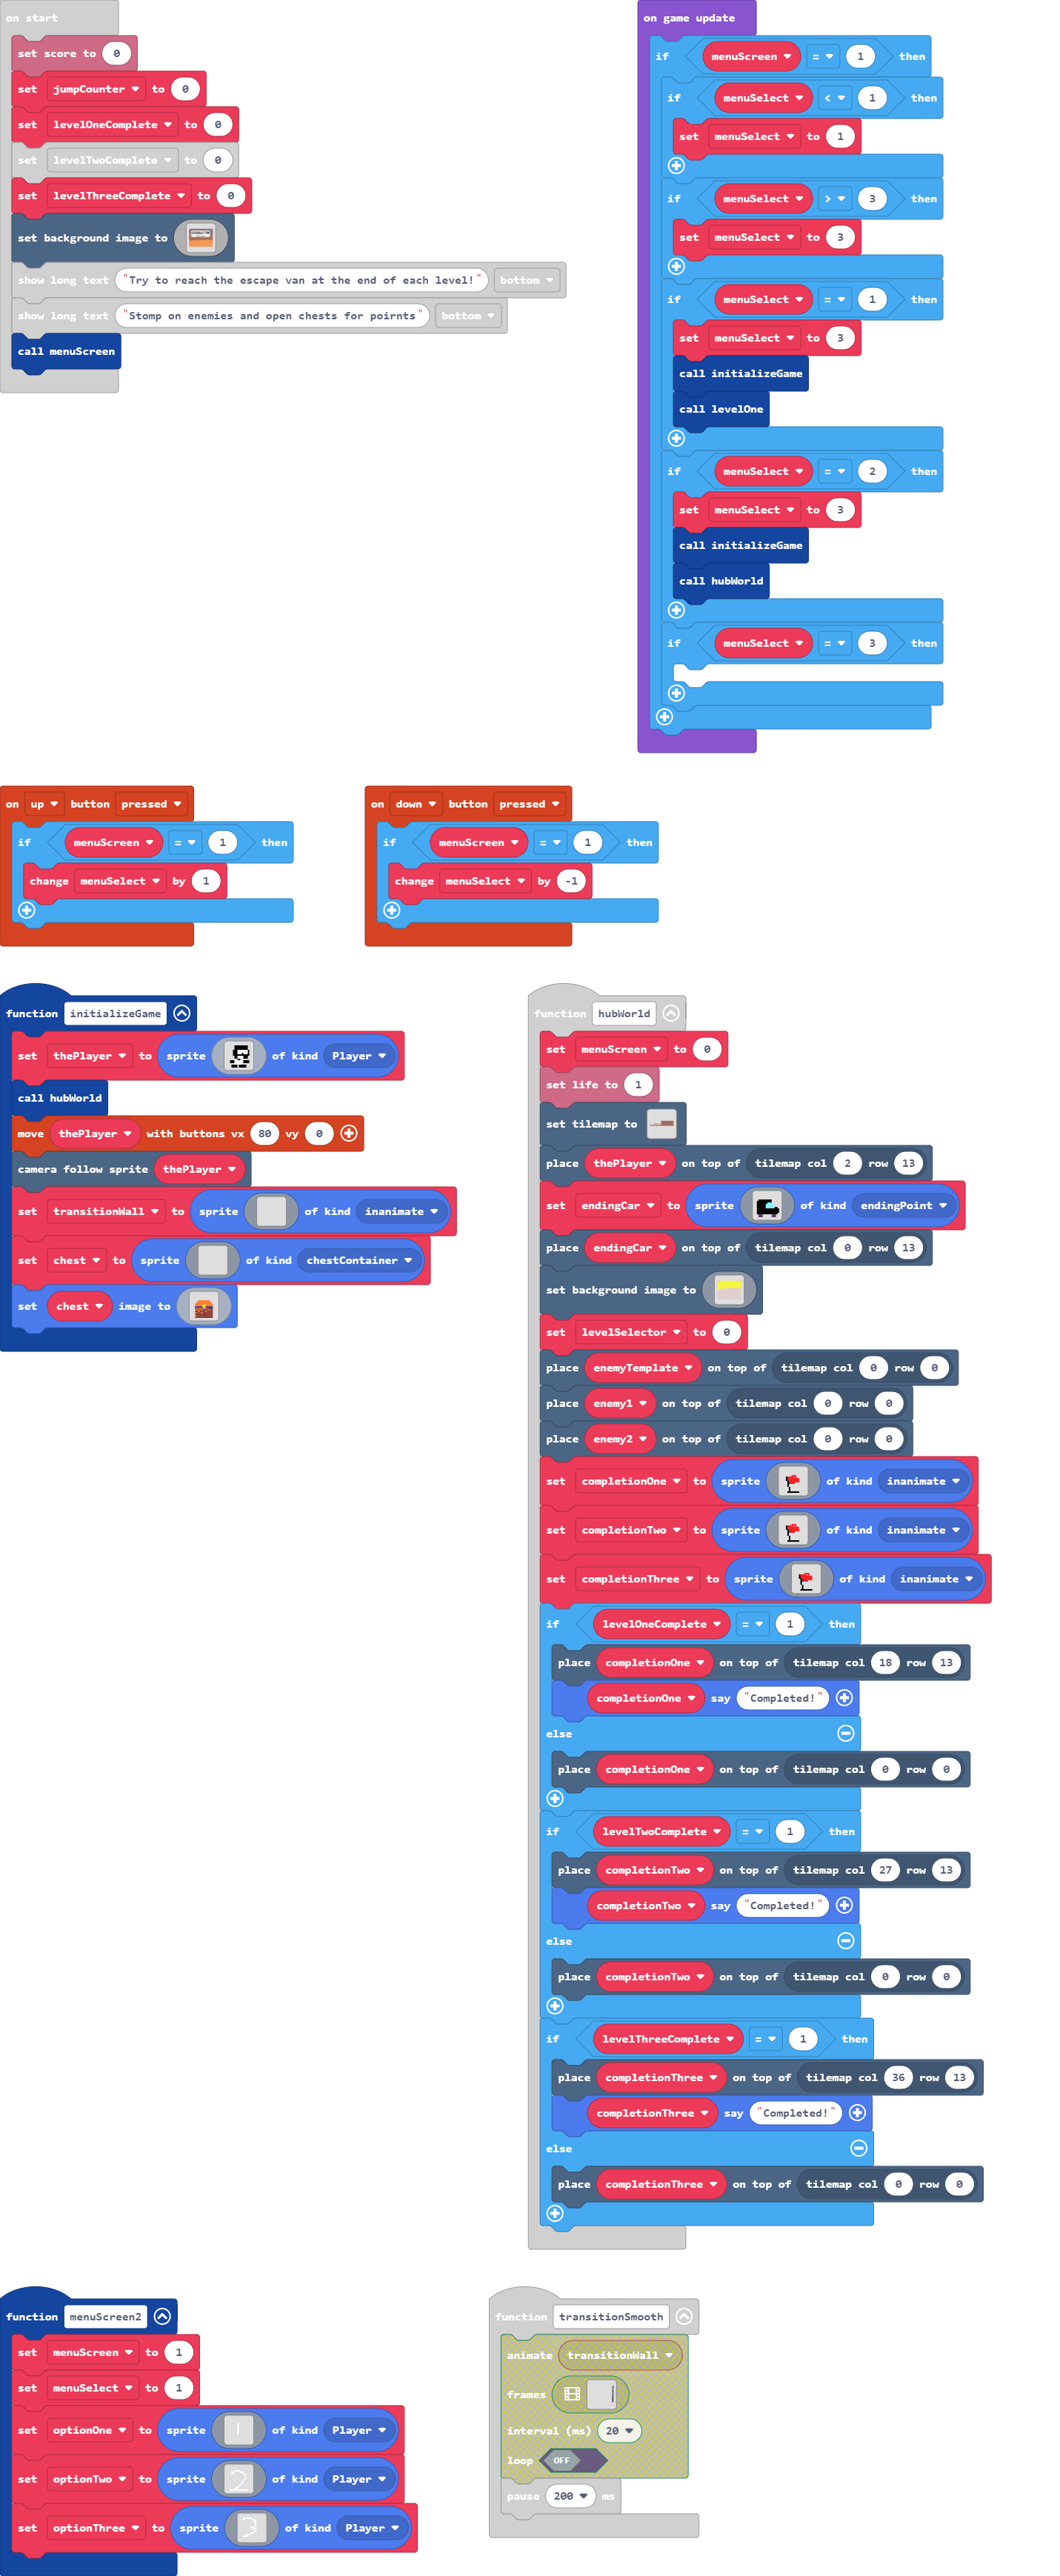 on start
set score to 0
set jumpCounter to 0
set levelOneComplete to 0
set levelTwoComplete to 0
set levelThreeComplete to 0
set background image to
show long text "Try to reach the escape van at the end of each level!" bottom
show long text "Stomp on enemies and open chests for poirnts" bottom
call menuScreen
on game update
if menuScreen = 1 then
if menuSelect < 1 then
set menuSelect to 1
if menuSelect > 3 then
set menuSelect to 3
if menuSelect = 1 then
set menuSelect to 3
call initializeGame
call levelOne
if menuSelect = 2 then
set menuSelect to 3
call initializeGame
call hubWorld
if menuSelect = 3 then
on up button pressed
if menuScreen = 1 then
change menuSelect by 1
on down button pressed
if menuScreen = 1 then
change menuSelect by -1
function initializeGame
set thePlayer to sprite of kind Player
call hubWorld
move thePlayer with buttons vx 80 vy 0
camera follow sprite thePlayer
set transitionWall to sprite of kind inanimate
set chest to sprite of kind chestContainer
set chest image to
function hubWorld
set menuScreen to 0
set life to 1
set tilemap to
place thePlayer on top of tilemap col 2 row 13
set endingCar to sprite of kind endingPoint
place endingCar on top of tilemap col 0 row 13
set background image to
set levelSelector to 0
place enemyTemplate on top of tilemap col 0 row 0
place enemy1 on top of tilemap col 0 row 0
place enemy2 on top of tilemap col 0 row 0
set completionOne to sprite of kind inanimate
set completionTwo to sprite of kind inanimate
set completionThree to sprite of kind inanimate
if levelOneComplete = 1 then
place completionOne on top of tilemap col 18 row 13
completionOne say "Completed!"
else
place completionOne on top of tilemap col 0 row 0
if levelTwoComplete = 1 then
place completionTwo on top of tilemap col 27 row 13
completionTwo say "Completed!"
else
place completionTwo on top of tilemap col 0 row 0
if levelThreeComplete = 1 then
place completionThree on top of tilemap col 36 row 13
completionThree say "Completed!"
else
place completionThree on top of tilemap col 0 row 0
function menuScreen2
set menuScreen to 1
set menuSelect to 1
set optionOne to sprite 1 of kind Player
set optionTwo to sprite 2 of kind Player
set optionThree to sprite 3 of kind Player
function transitionSmooth
animate transitionWall
frames
interval (ms) 20
loop OFF
pause 200 ms